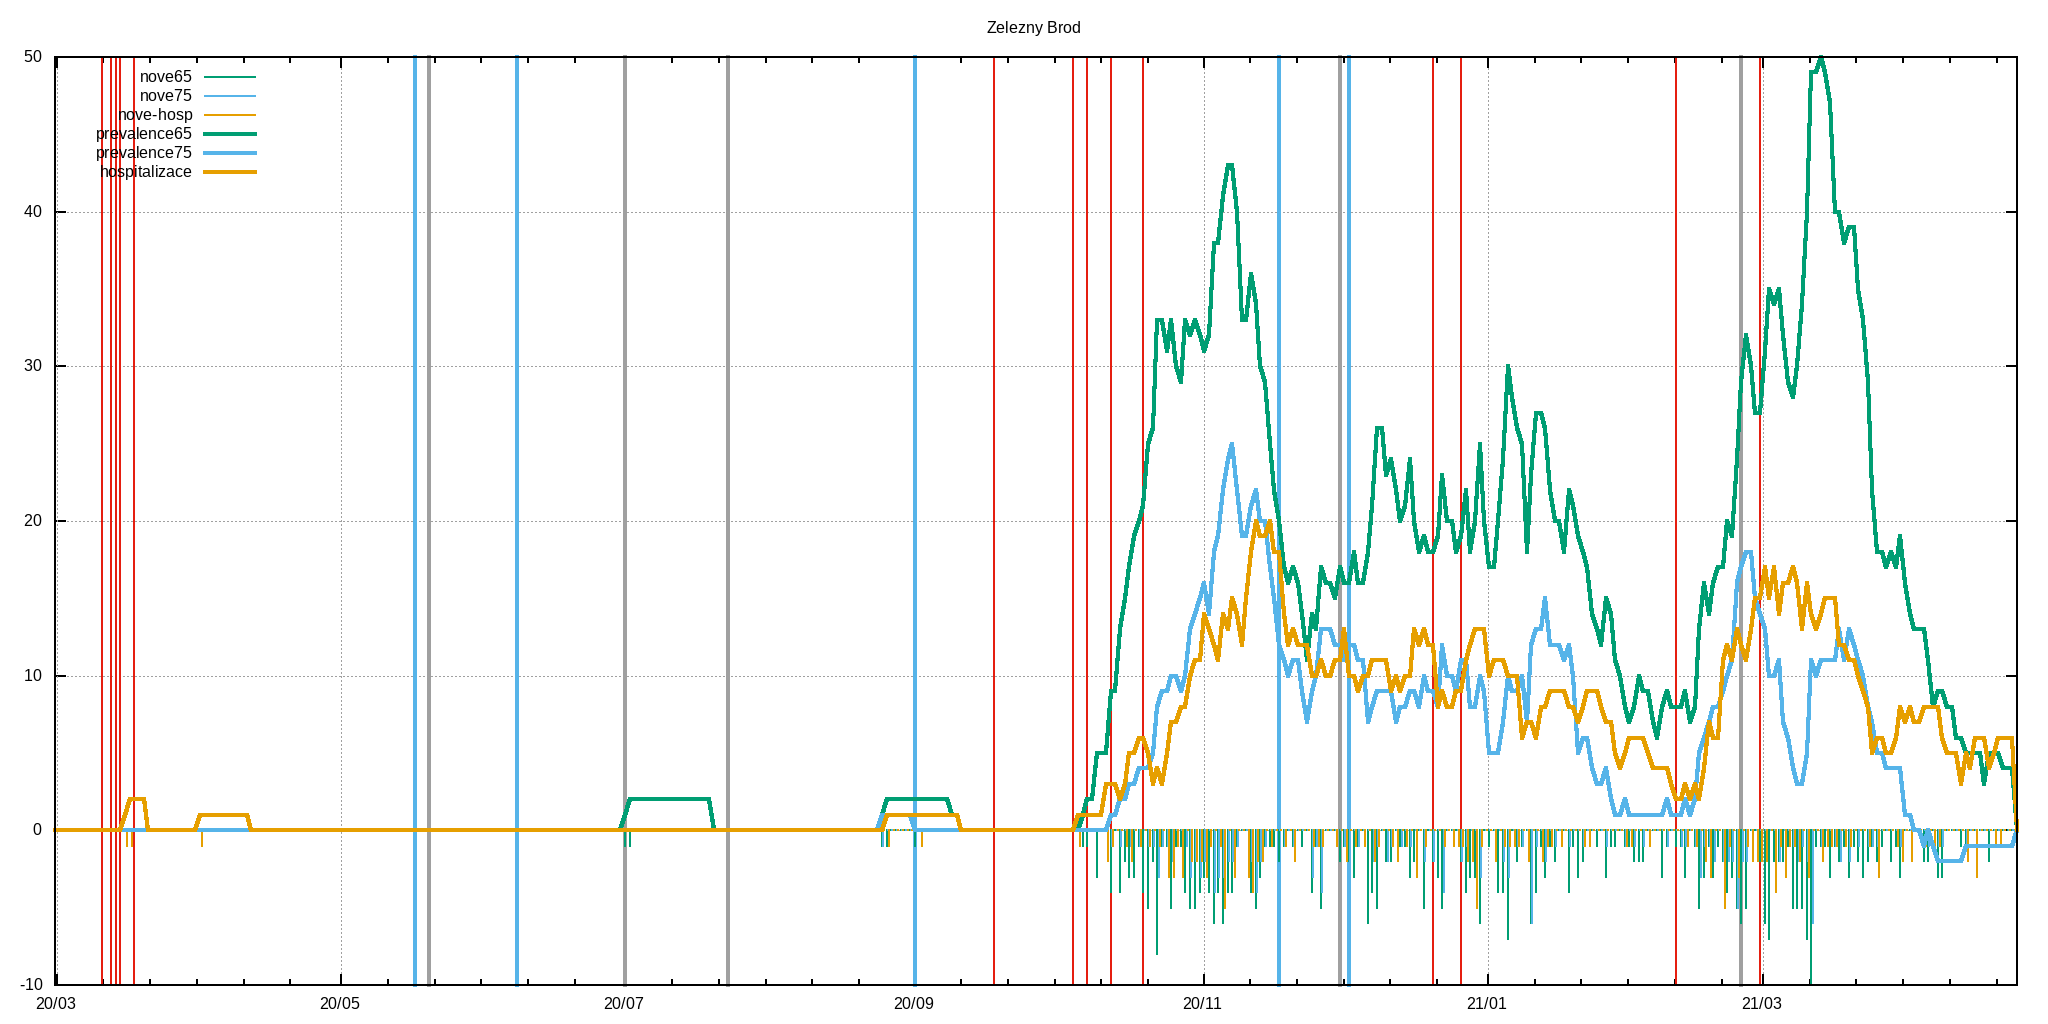 Zelezny Brod
50
nove65
nove75
nove-hosp
prevalence65
prevalence75
hospitalizace
40
30
20
10
0
-10
20/03 20/05 20/07 20/09 20/11 21/01 21/03